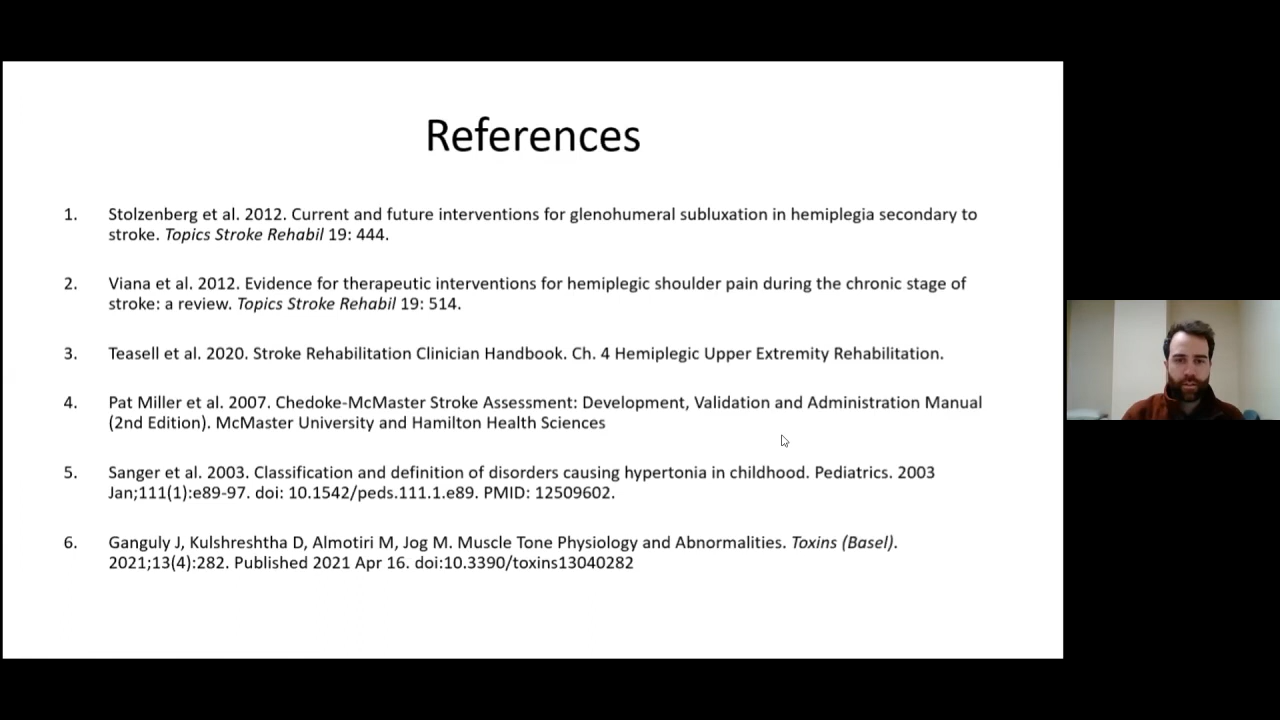 References
1. Stolzenberg et al. 2012. Current and future interventions for glenohumeral subluxation in hemiplegia secondary to
stroke. Topics Stroke Rehabil 19: 444.
2. Viana et al. 2012. Evidence for therapeutic interventions for hemiplegic shoulder pain during the chronic stage of
stroke: a review. Topics Stroke Rehabil 19: 514.
3. Teasell et al. 2020. Stroke Rehabilitation Clinician Handbook. Ch. 4 Hemiplegic Upper Extremity Rehabilitation.
4. Pat Miller et al. 2007. Chedoke-McMaster Stroke Assessment: Development, Validation and Administration Manual
(2nd Edition). McMaster University and Hamilton Health Sciences
5. Sanger et al. 2003. Classification and definition of disorders causing hypertonia in childhood. Pediatrics. 2003
Jan;111(1):e89-97. doi: 10.1542/peds.111.1.e89. PMID: 12509602.
6. Ganguly J, Kulshreshtha D, Almotiri M, Jog M. Muscle Tone Physiology and Abnormalities. Toxins (Basel).
2021;13(4):282. Published 2021 Apr 16. doi:10.3390/toxins13040282